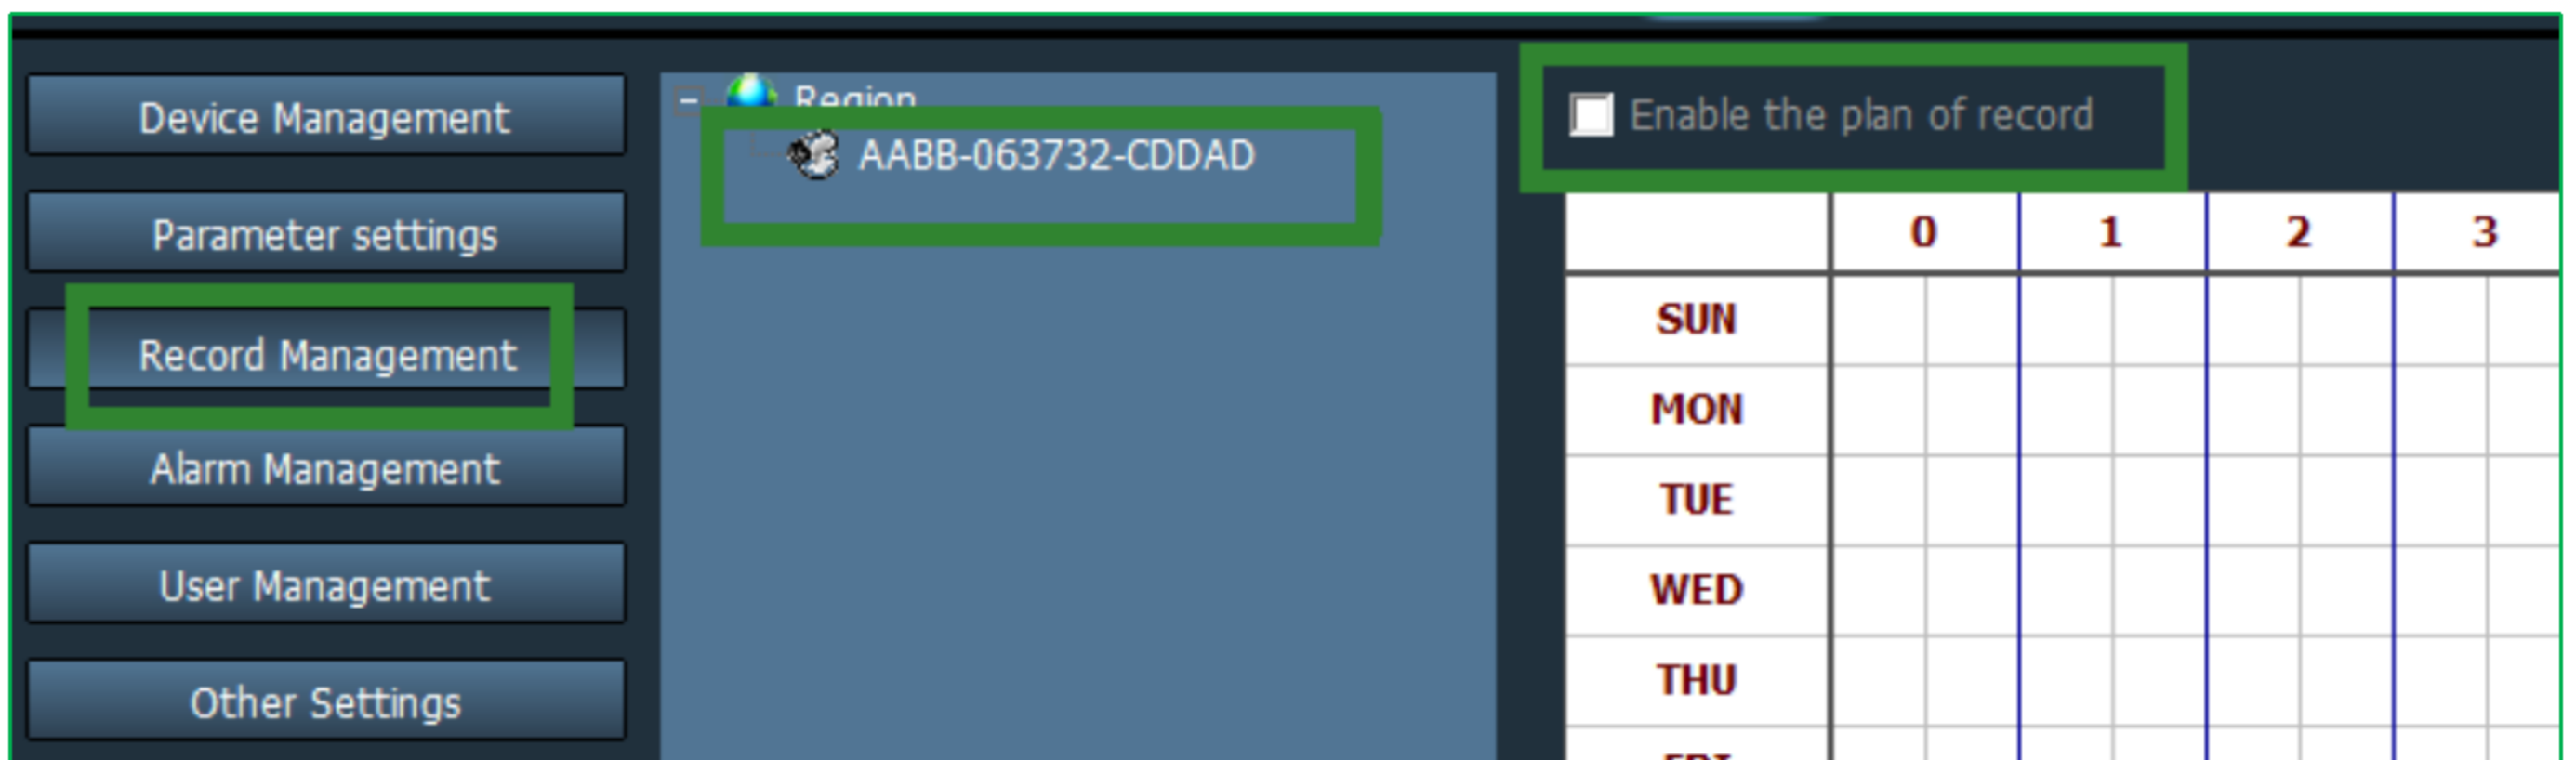 Device Management
Parameter settings
Record Management
Alarm Management
User Management
Other Settings
Region
AABB-063732-CDDAD
Enable the plan of record
0 1 2 3
SUN
MON
TUE
WED
THU
FRI